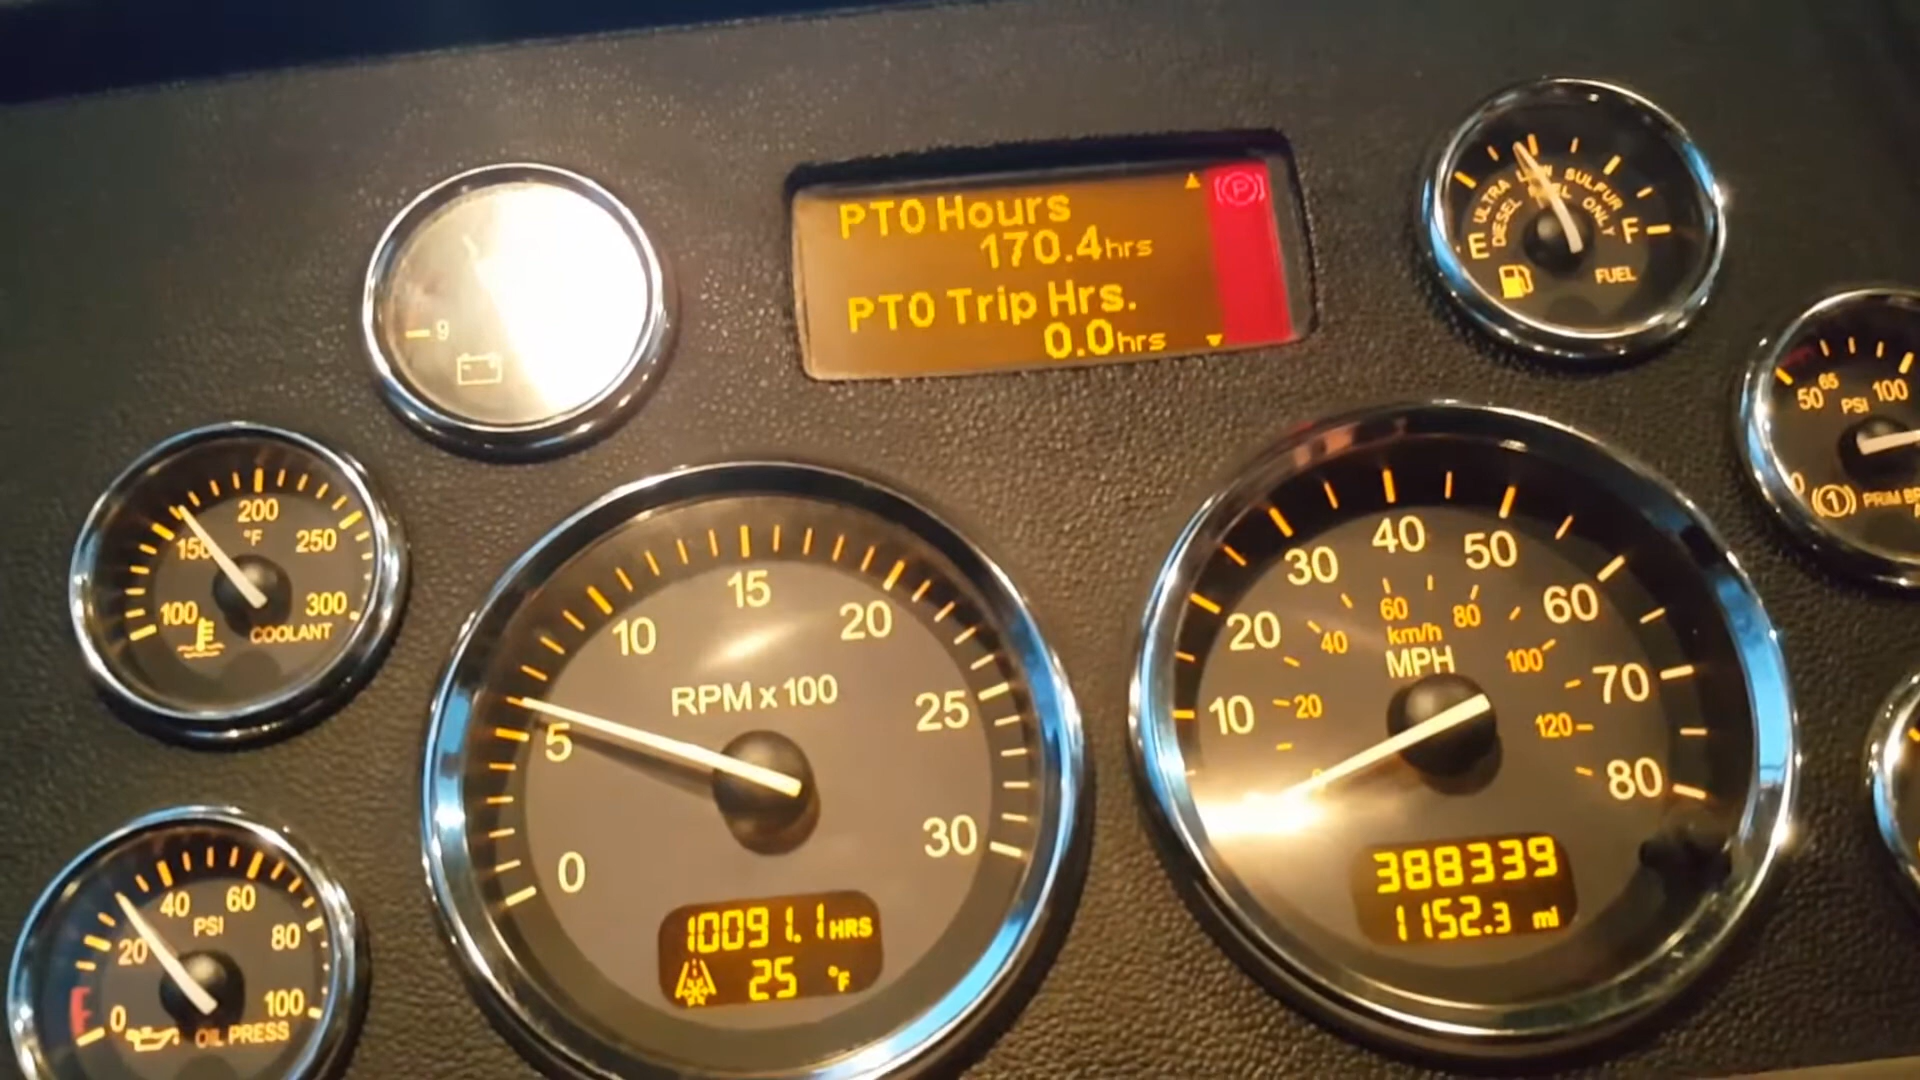 PTO Hours
170.4hrs
PTO Trip Hrs.
0.0hrs
P
ULTRA LOW SULFUR
DIESEL FUEL ONLY
E
F
FUEL
9
50 65 100
PSI
0
(1) PRIM
100 150 200 250 300
°F
COOLANT
0 5 10 15 20 25 30
RPM x 100
10091.1 HRS
25 °F
10 20 30 40 50 60 70 80
20 40 60 80 100 120
km/h
MPH
388339
1152.3 mi
0 20 40 60 80 100
PSI
OIL PRESS